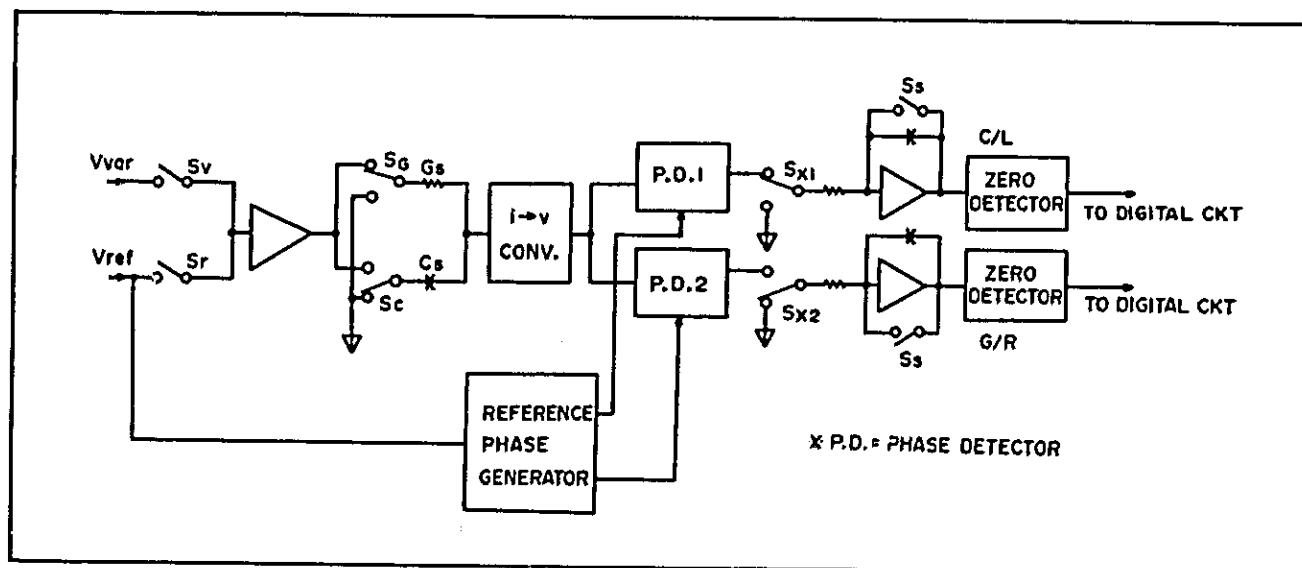 Vvar
Sv
Vref
Sr
SG
Gs
Cs
Sc
i→v
CONV.
P.D.1
P.D.2
REFERENCE
PHASE
GENERATOR
Sx1
Sx2
Ss
C/L
ZERO
DETECTOR
TO DIGITAL CKT
ZERO
DETECTOR
TO DIGITAL CKT
G/R
Ss
X P.D.= PHASE DETECTOR